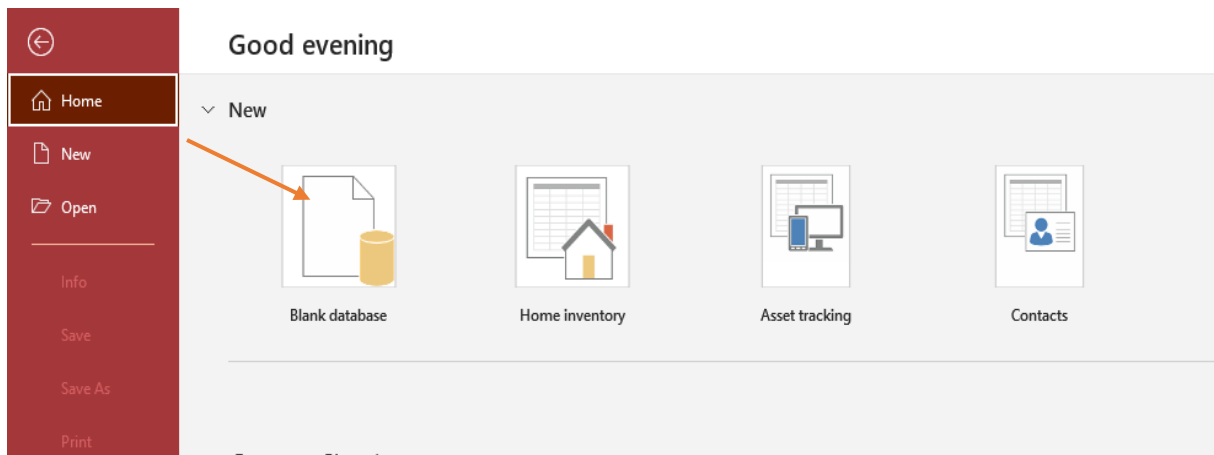 Good evening
Home
New
New
Open
Blank database
Home inventory
Asset tracking
Contacts
Info
Save
Save As
Print